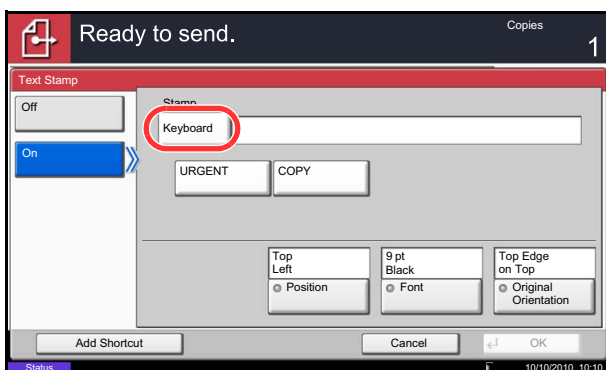 Ready to send.
Copies
1
Text Stamp
Off
Stamp
Keyboard
On
URGENT
COPY
Top
Left
9 pt
Black
Top Edge
on Top
Position
Font
Original
Orientation
Add Shortcut
Cancel
OK
Status
10/10/2010 10:10